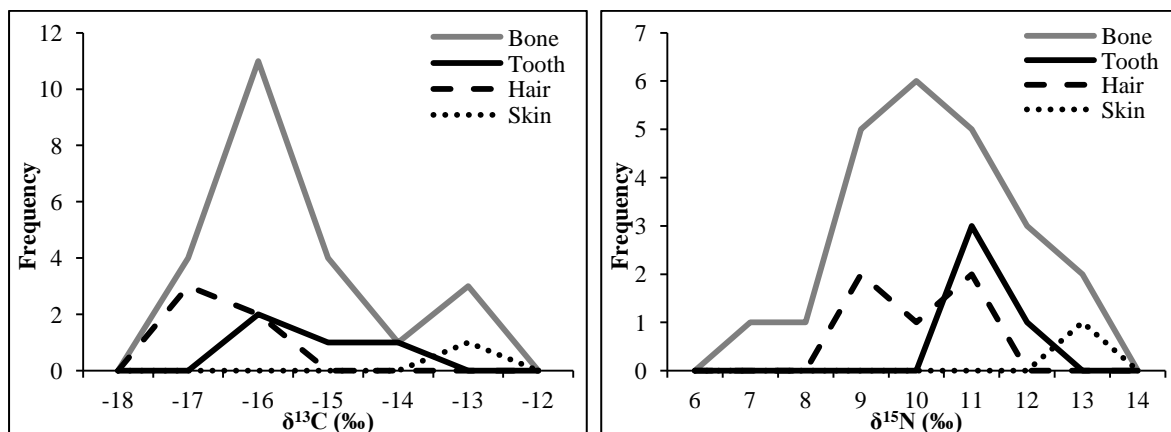 12
10
8
6
4
2
0
Frequency
Bone
Tooth
Hair
Skin
-18 -17 -16 -15 -14 -13 -12
δ¹³C (‰)
7
6
5
4
3
2
1
0
Frequency
Bone
Tooth
Hair
Skin
6 7 8 9 10 11 12 13 14
δ¹⁵N (‰)